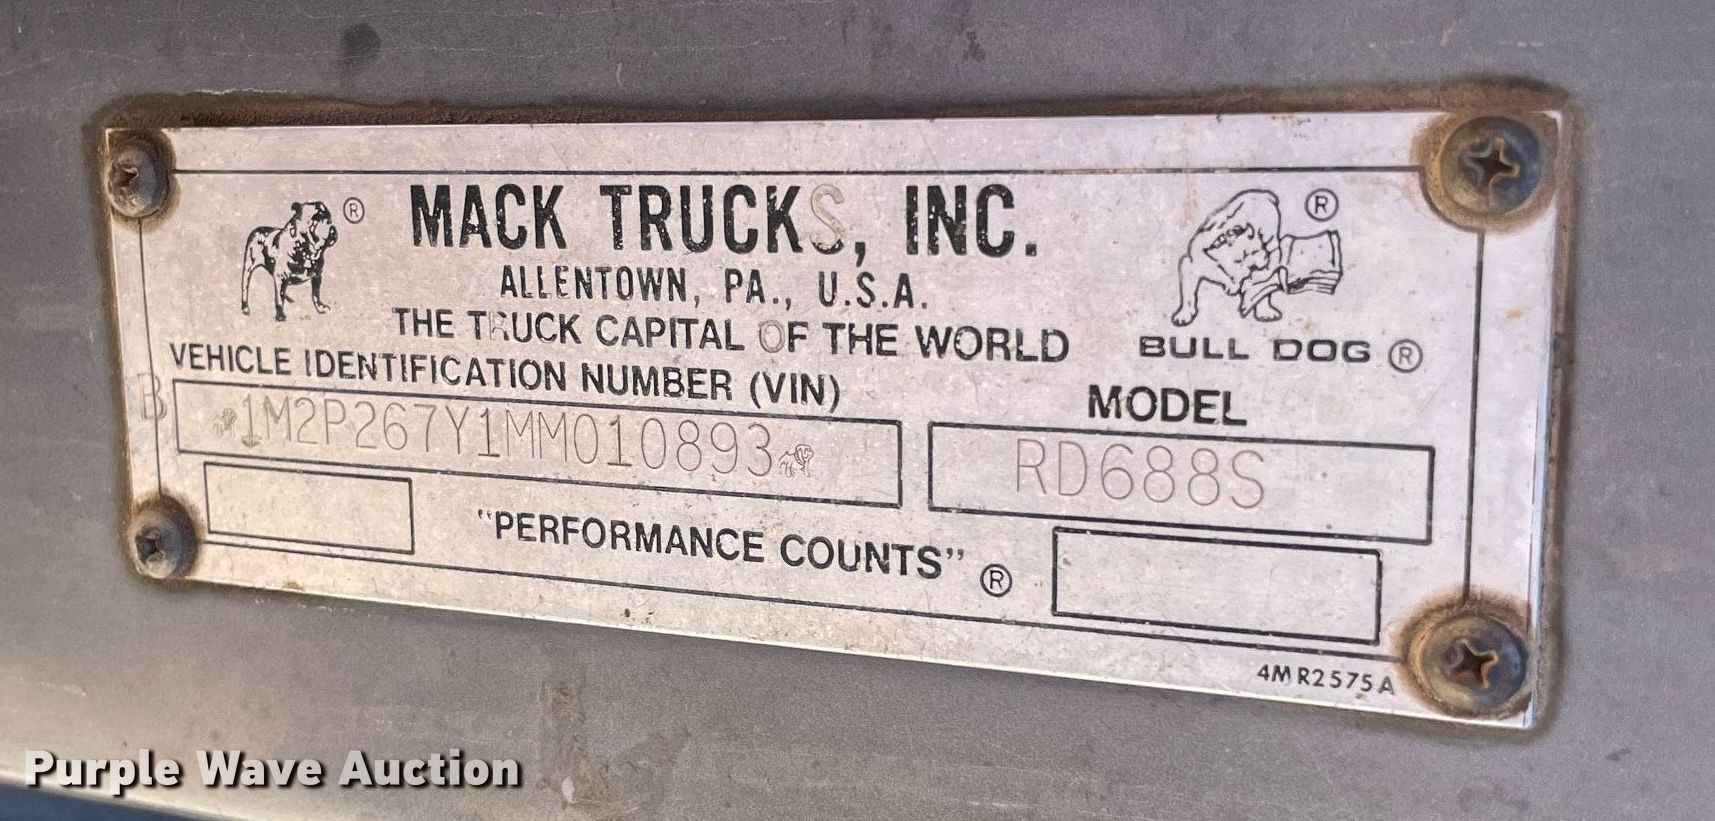 ®
MACK TRUCKS, INC.
®
ALLENTOWN, PA., U.S.A.
THE TRUCK CAPITAL OF THE WORLD
BULL DOG ®
VEHICLE IDENTIFICATION NUMBER (VIN)
MODEL
B
1M2P267Y1MM010893
RD688S
"PERFORMANCE COUNTS" ®
4MR2575A
Purple Wave Auction